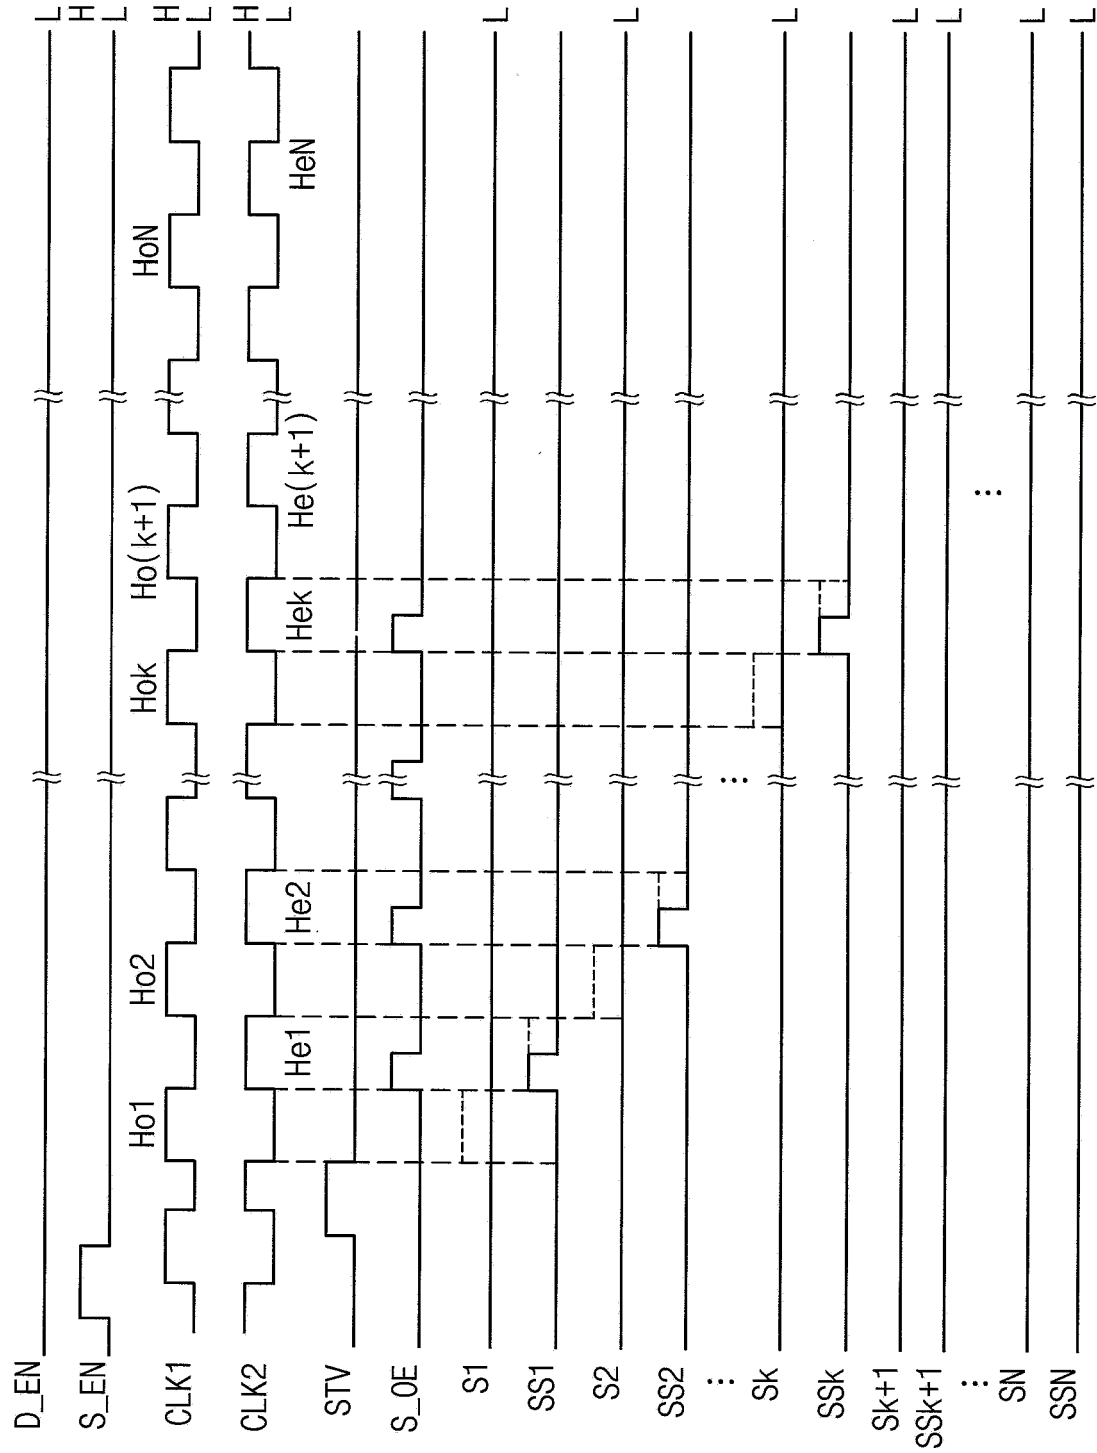 D_EN L
S_EN H L
CLK1 Ho1 Ho2 Hok Ho(k+1) HoN H L
CLK2 He1 He2 Hek He(k+1) HeN H L
STV
S_OE
S1 L
SS1
S2 L
SS2
⋮ ⋮
Sk L
SSk
Sk+1 L
SSk+1 L
⋮ ⋮
SN L
SSN L